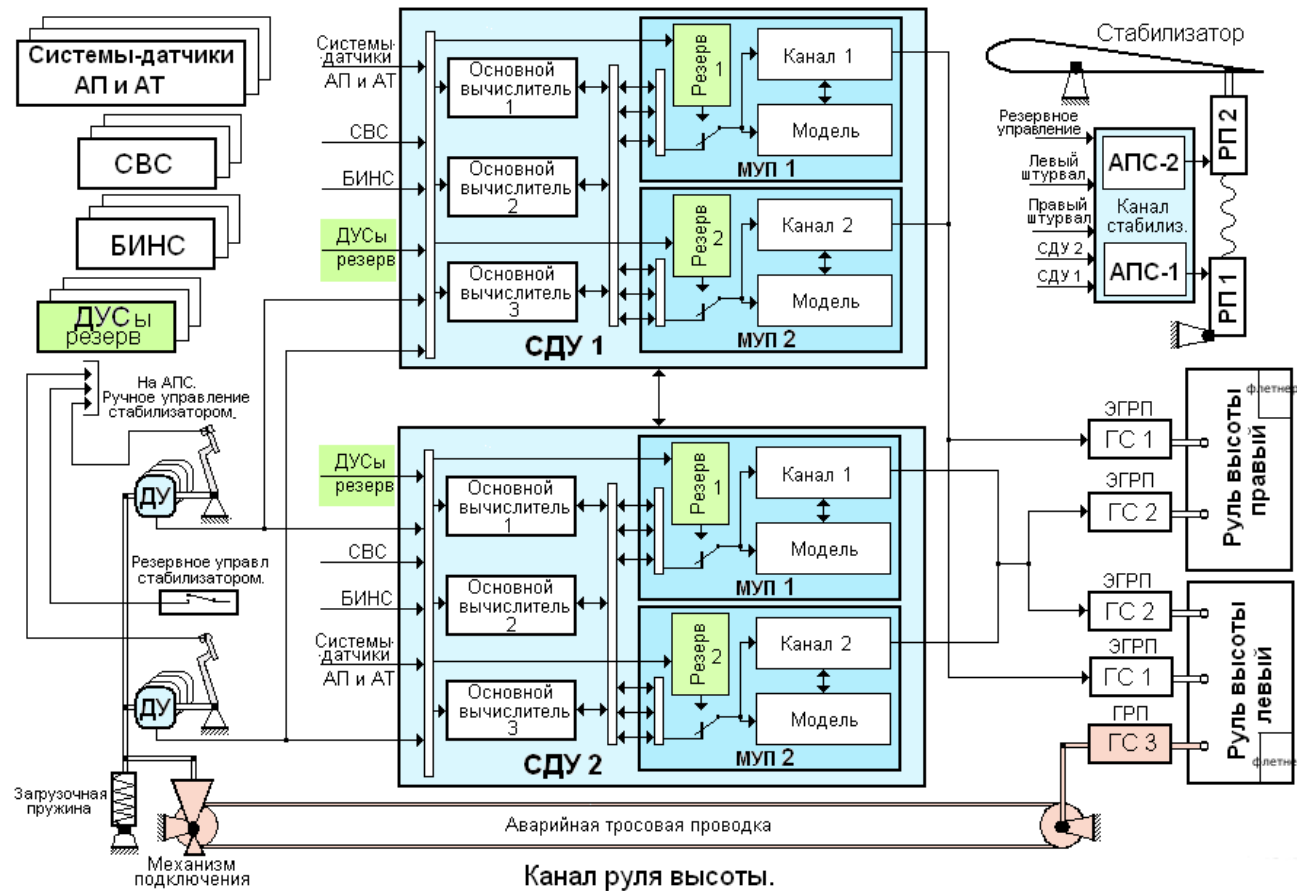 Системы-датчики
АП и АТ
СВС
БИНС
ДУСы
резерв
На АПС.
Ручное управление
стабилизатором.
ДУ
Резервное управл
стабилизатором.
ДУ
Загрузочная
пружина
Механизм
подключения
Аварийная тросовая проводка
Системы-
датчики
АП и АТ
СВС
БИНС
ДУСы
резерв
Основной
вычислитель
1
Основной
вычислитель
2
Основной
вычислитель
3
СДУ 1
Резерв
1
Канал 1
Модель
МУП 1
Резерв
2
Канал 2
Модель
МУП 2
ДУСы
резерв
СВС
БИНС
Системы-
датчики
АП и АТ
Основной
вычислитель
1
Основной
вычислитель
2
Основной
вычислитель
3
СДУ 2
Резерв
1
Канал 1
Модель
МУП 1
Резерв
2
Канал 2
Модель
МУП 2
Стабилизатор
Резервное
управление
Левый
штурвал
Правый
штурвал
СДУ 2
СДУ 1
АПС-2
Канал
стабилиз.
АПС-1
РП 2
РП 1
ЭГРП
ГС 1
ЭГРП
ГС 2
флетнер
Руль высоты
правый
ЭГРП
ГС 2
ЭГРП
ГС 1
ГРП
ГС 3
Руль высоты
левый
флетне
Канал руля высоты.